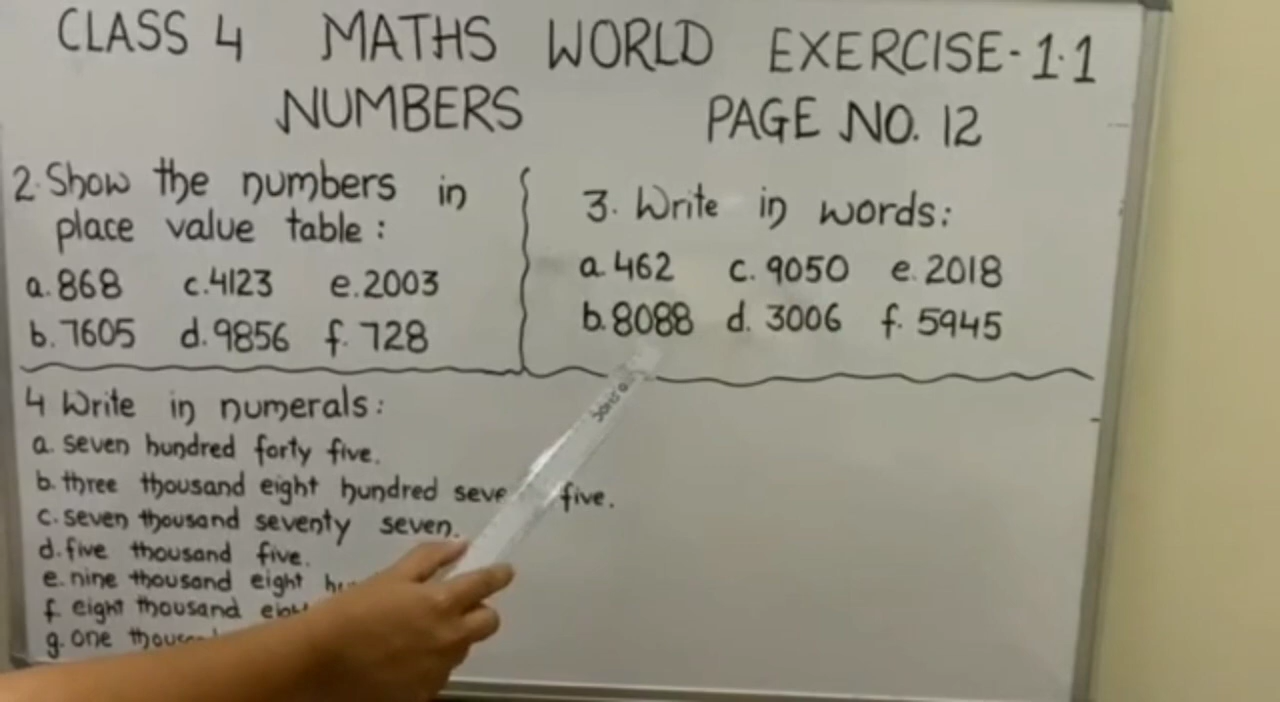 CLASS 4 MATHS WORLD EXERCISE-1.1
NUMBERS PAGE NO. 12
2. Show the numbers in
place value table:
a. 868 c. 4123 e. 2003
b. 7605 d. 9856 f. 728
3. Write in words:
a. 462 c. 9050 e. 2018
b. 8088 d. 3006 f. 5945
4 Write in numerals:
a. seven hundred forty five.
b. three thousand eight hundred five.
c. seven thousand seventy seven.
d. five thousand five.
e. nine thousand eight
f. eight thousand
g. one